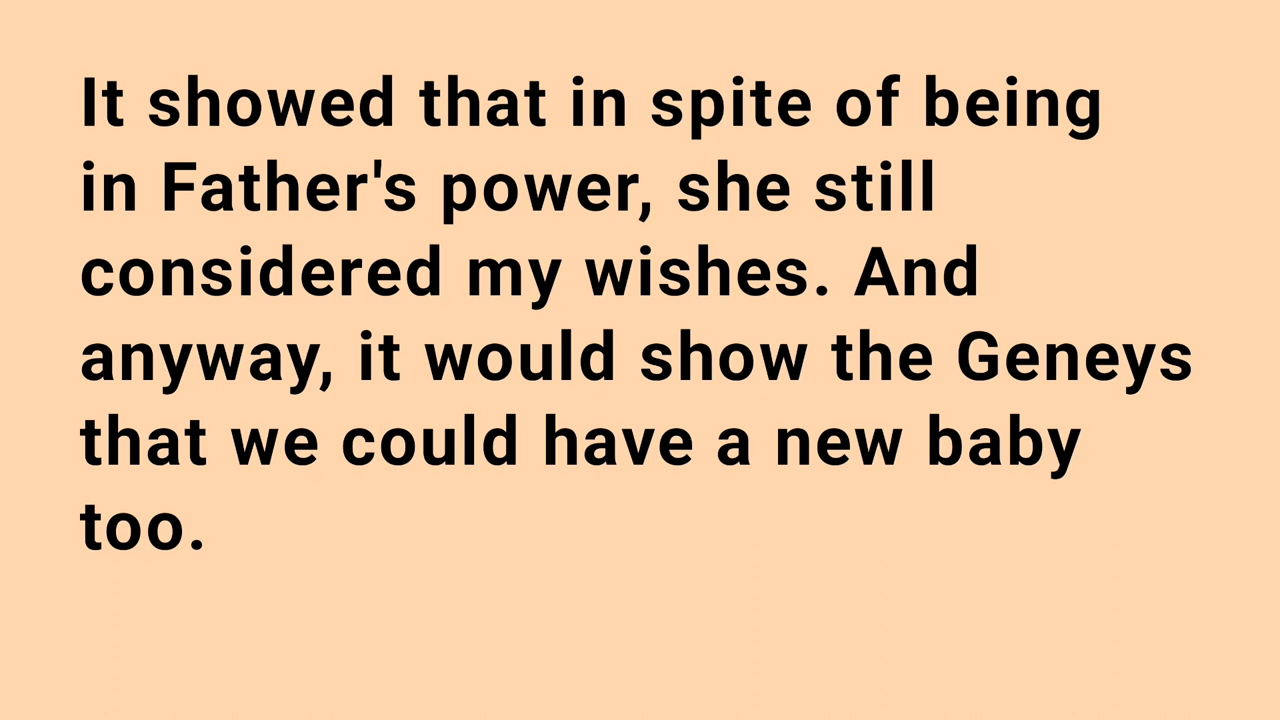 It showed that in spite of being
in Father's power, she still
considered my wishes. And
anyway, it would show the Geneys
that we could have a new baby
too.